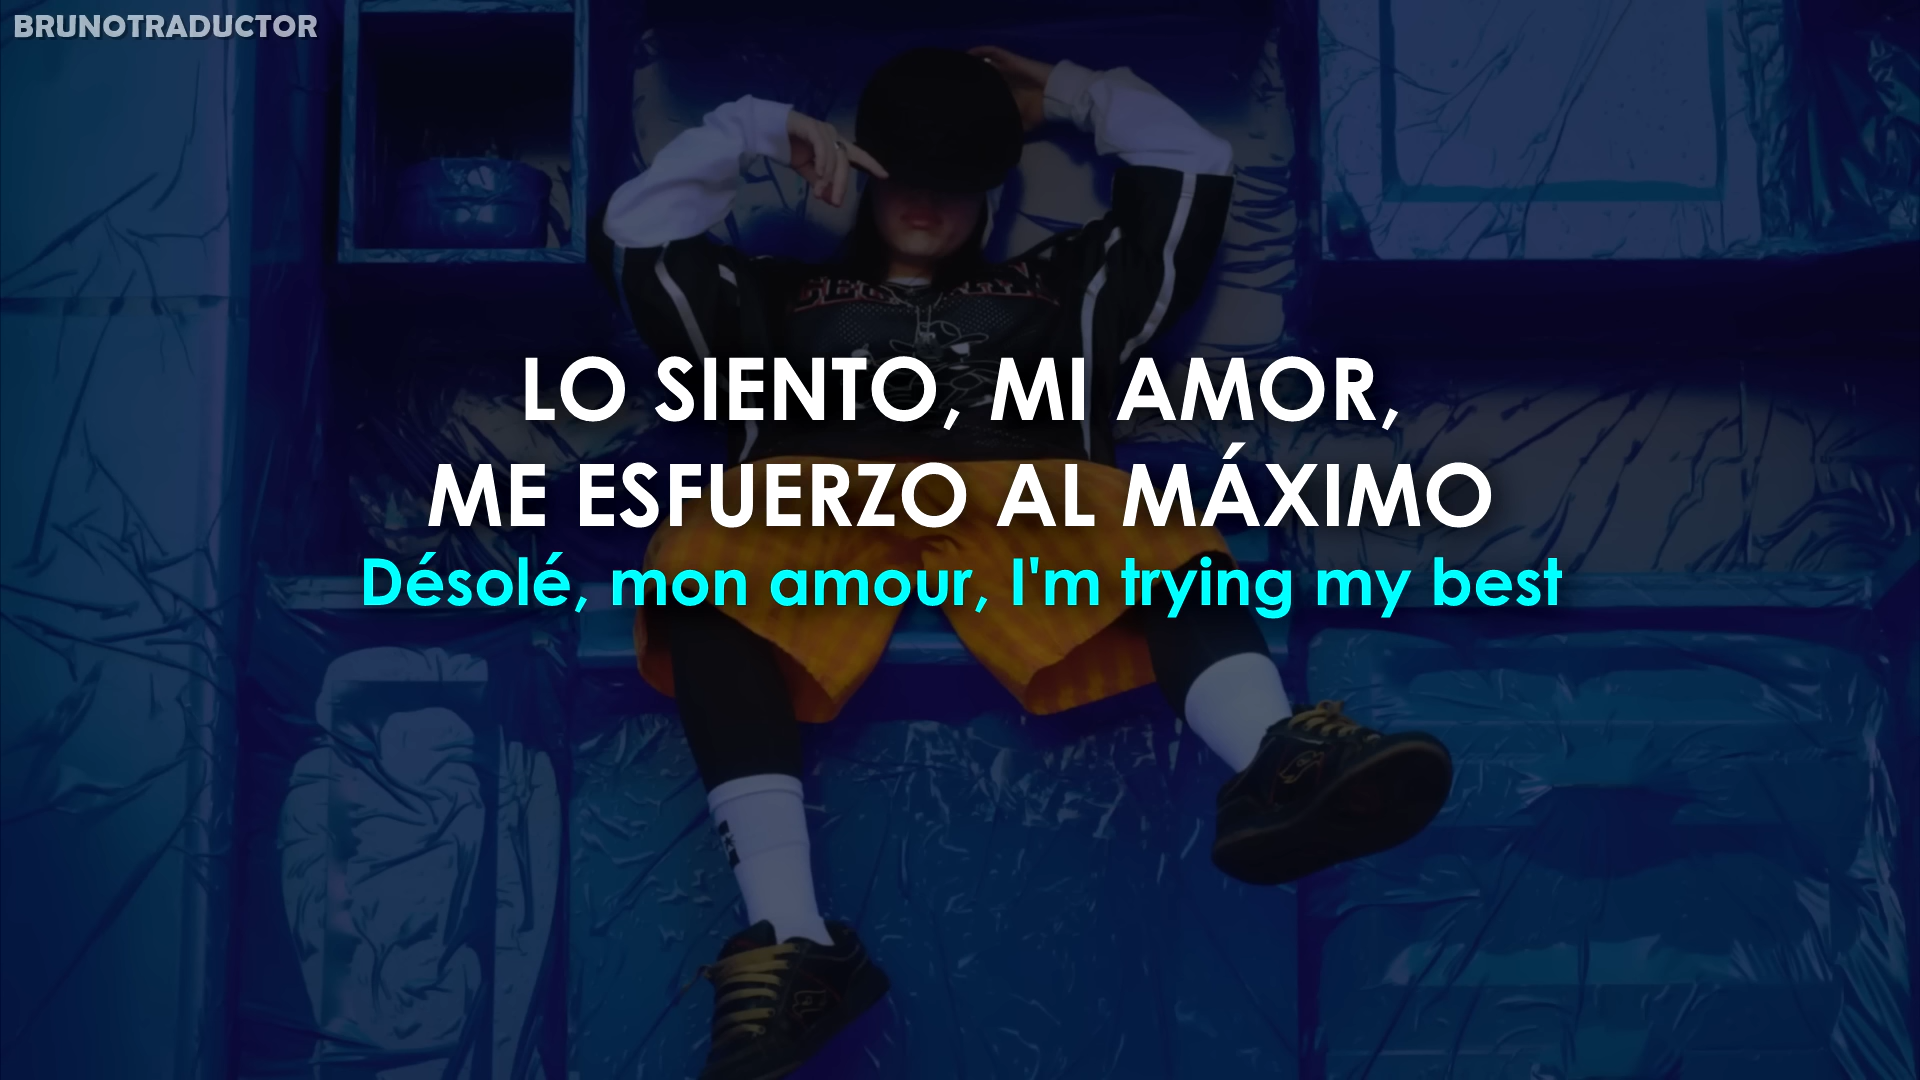 BRUNOTRADUCTOR
LO SIENTO, MI AMOR,
ME ESFUERZO AL MÁXIMO
Désolé, mon amour, I'm trying my best